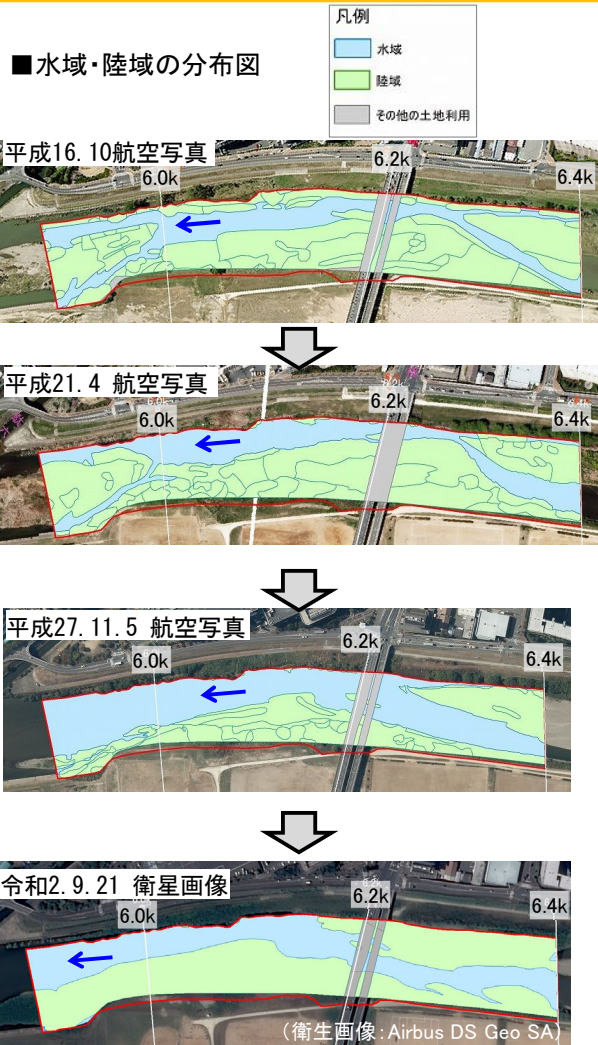 ■水域・陸域の分布図
凡例
水域
陸域
その他の土地利用
平成16.10航空写真
6.0k
6.2k
6.4k
平成21.4 航空写真
6.0k
6.2k
6.4k
平成27.11.5 航空写真
6.0k
6.2k
6.4k
令和2.9.21 衛星画像
6.0k
6.2k
6.4k
（衛生画像:Airbus DS Geo SA）